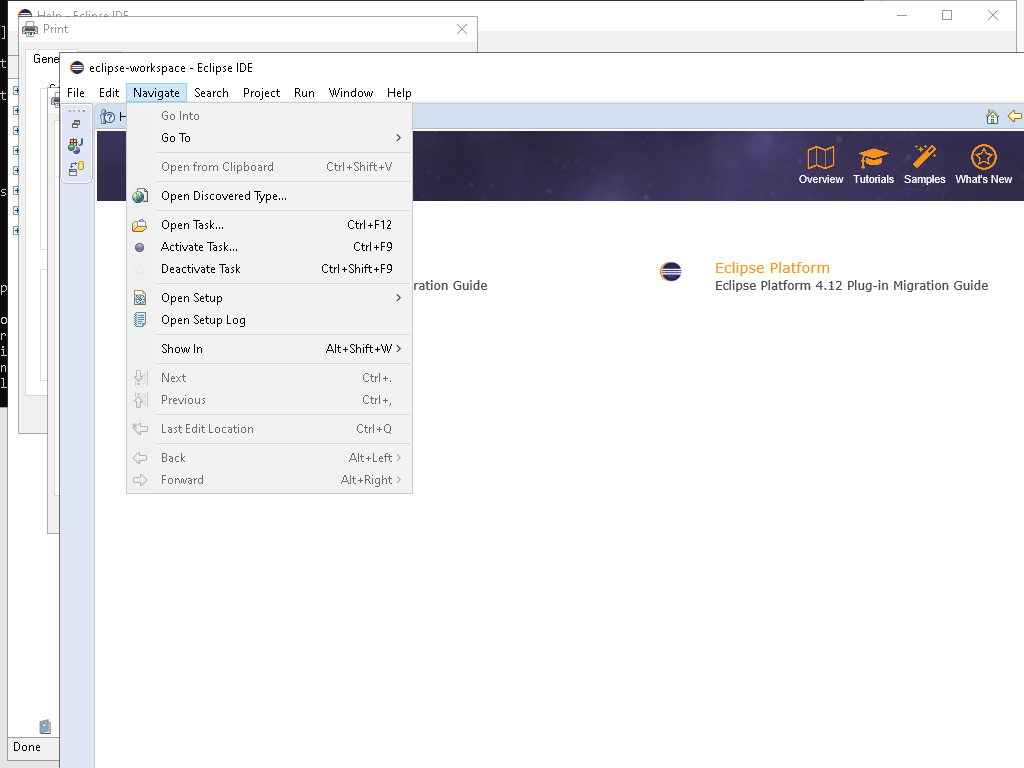 Help - Eclipse IDE
Print
Gene
eclipse-workspace - Eclipse IDE
File Edit Navigate Search Project Run Window Help
H
Go Into
Go To
Open from Clipboard Ctrl+Shift+V
Open Discovered Type...
Open Task... Ctrl+F12
Activate Task... Ctrl+F9
Deactivate Task Ctrl+Shift+F9
Open Setup
Open Setup Log
Show In Alt+Shift+W
Next Ctrl+.
Previous Ctrl+,
Last Edit Location Ctrl+Q
Back Alt+Left
Forward Alt+Right
Overview Tutorials Samples What's New
ration Guide
Eclipse Platform
Eclipse Platform 4.12 Plug-in Migration Guide
Done